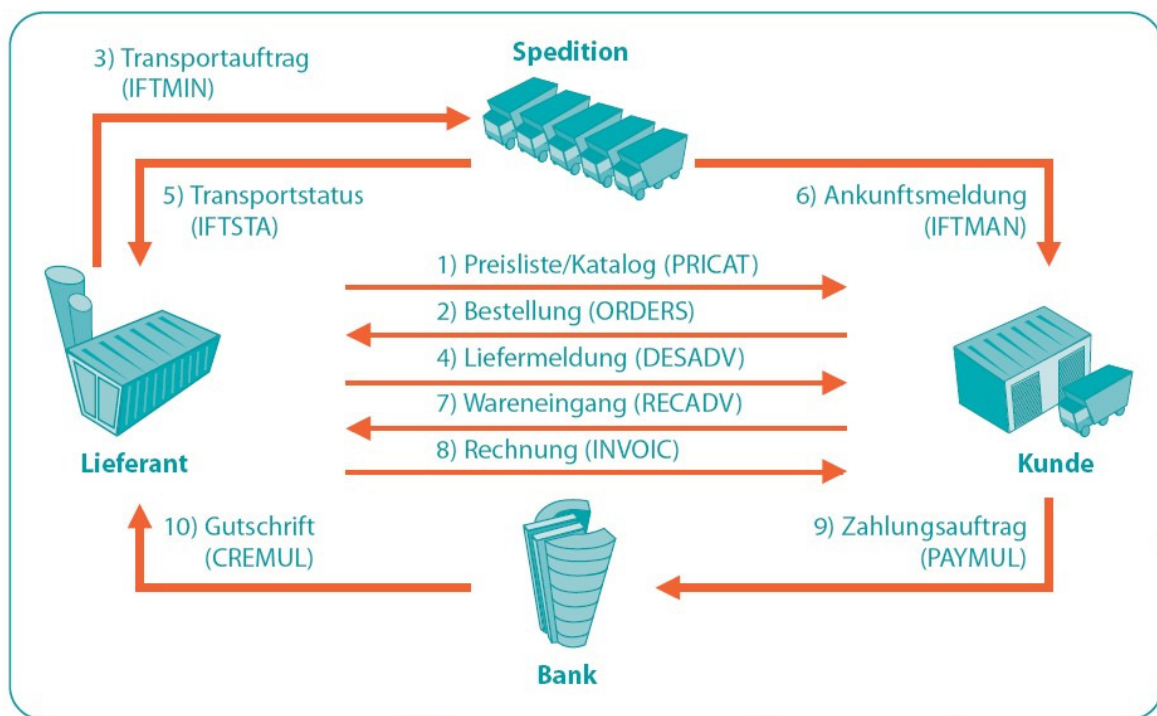 3) Transportauftrag
(IFTMIN)
Spedition
5) Transportstatus
(IFTSTA)
6) Ankunftsmeldung
(IFTMAN)
1) Preisliste/Katalog (PRICAT)
2) Bestellung (ORDERS)
4) Liefermeldung (DESADV)
7) Wareneingang (RECADV)
8) Rechnung (INVOIC)
Lieferant
Kunde
10) Gutschrift
(CREMUL)
9) Zahlungsauftrag
(PAYMUL)
Bank